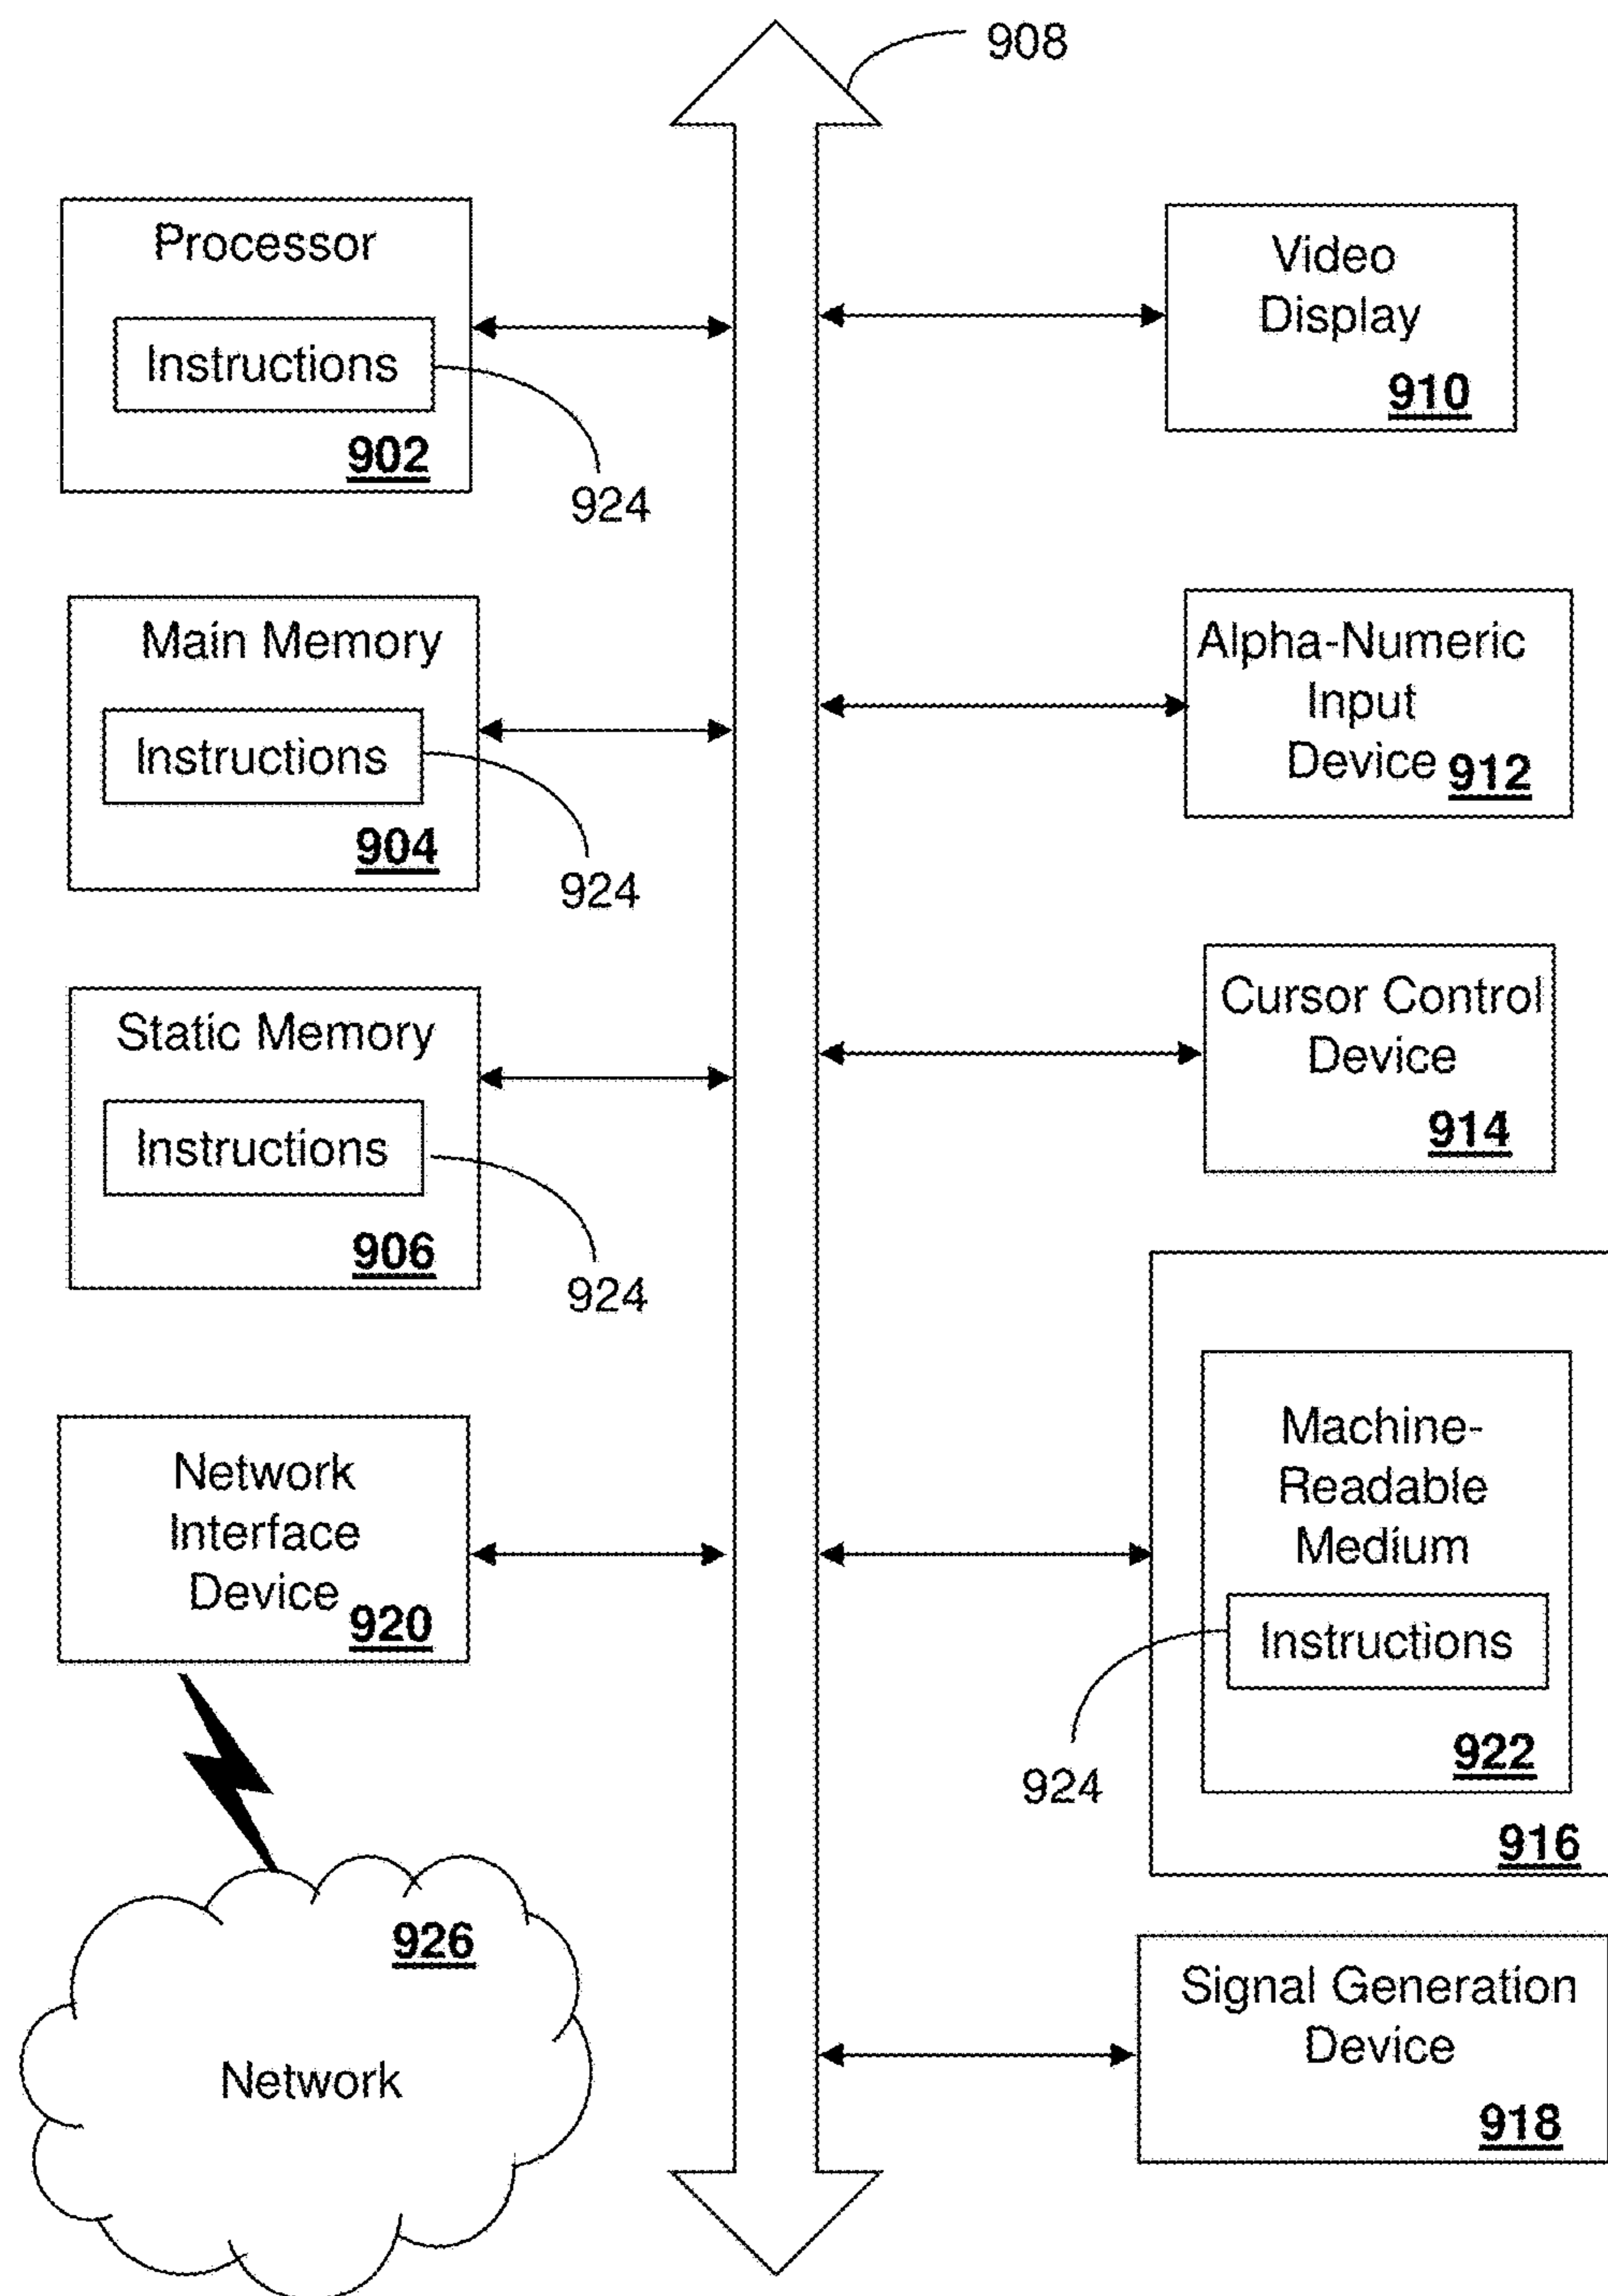 908
Processor
Instructions
902
924
Main Memory
Instructions
904
924
Static Memory
Instructions
906
924
Network
Interface
Device
920
926
Network
Video
Display
910
Alpha-Numeric
Input
Device
912
Cursor Control
Device
914
Machine-
Readable
Medium
Instructions
922
924
916
Signal Generation
Device
918